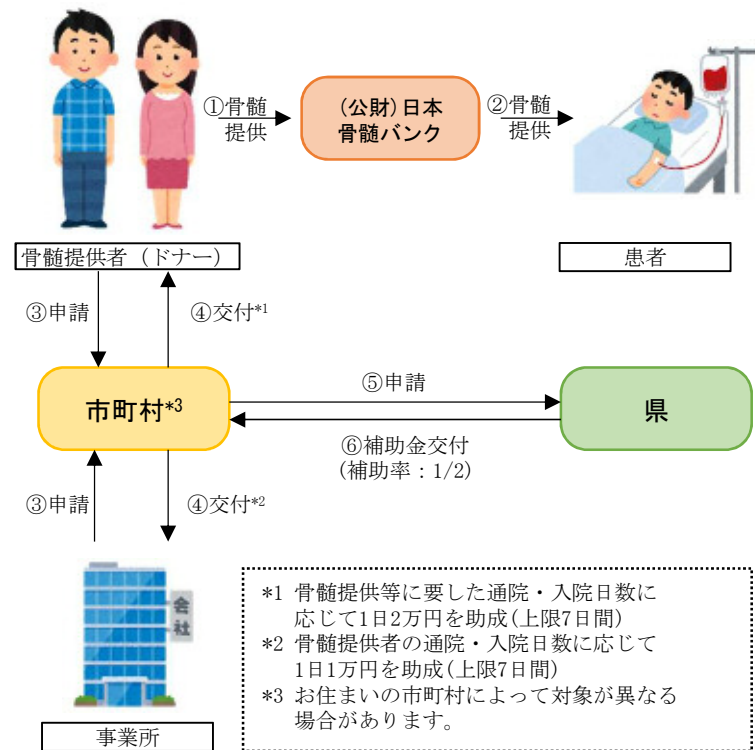 ①骨髄
提供
(公財)日本
骨髄バンク
②骨髄
提供
骨髄提供者（ドナー）
患者
③申請
④交付*1
市町村*3
⑤申請
⑥補助金交付
(補助率：1/2)
県
③申請
④交付*2
会社
事業所
*1 骨髄提供等に要した通院・入院日数に
応じて1日2万円を助成(上限7日間)
*2 骨髄提供者の通院・入院日数に応じて
1日1万円を助成(上限7日間)
*3 お住まいの市町村によって対象が異なる
場合があります。